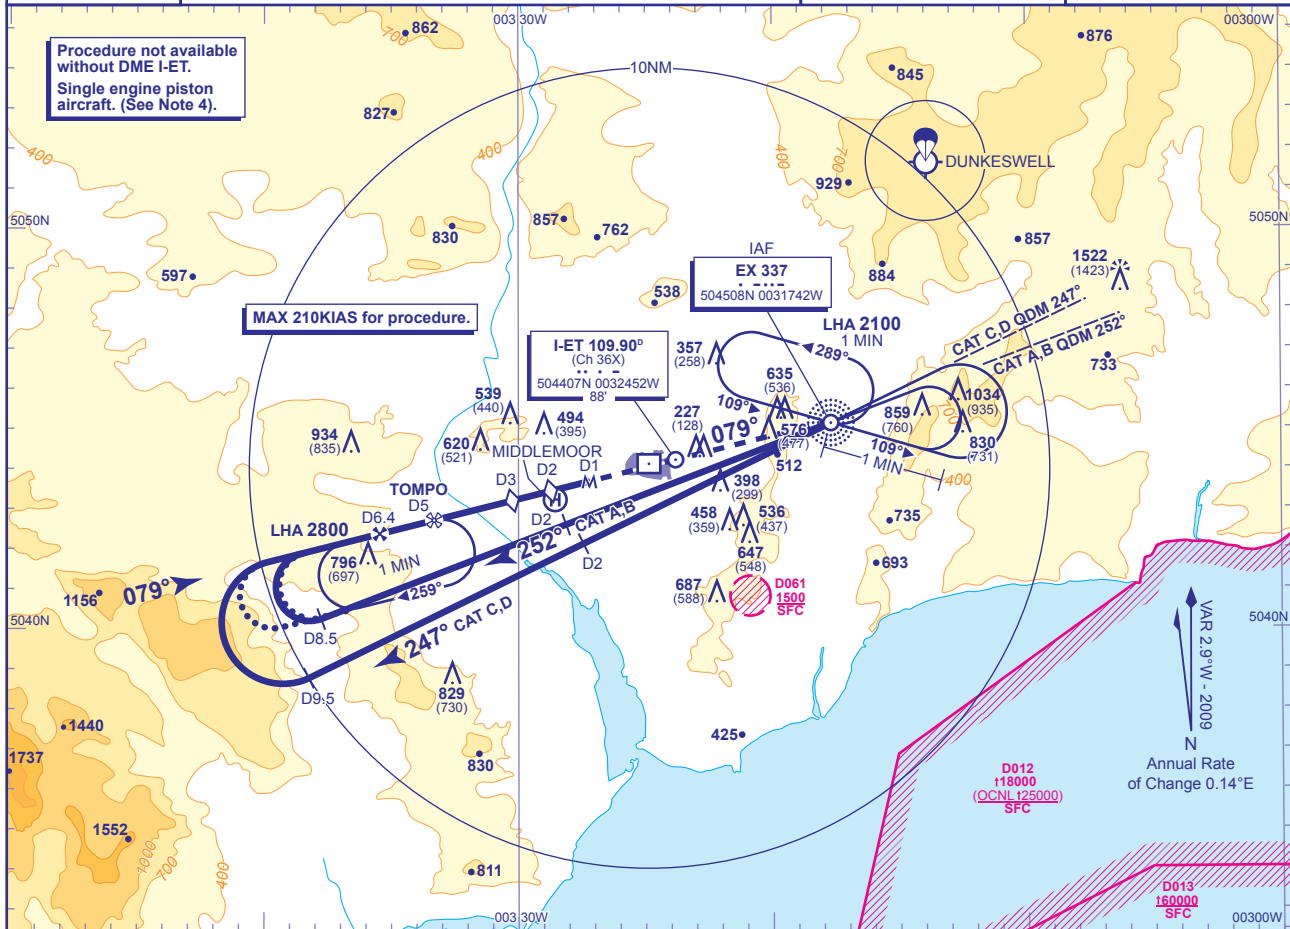 00330W
00300W
862
700
876
Procedure not available
without DME I-ET.
Single engine piston
aircraft. (See Note 4).
10NM
845
827
400
400
400
700
DUNKESWELL
929
5050N
5050N
857
762
830
857
IAF
1522
(1423)
884
597
EX 337
504508N 0031742W
538
MAX 210KIAS for procedure.
LHA 2100
1 MIN
CAT C,D QDM 247°
CAT A,B QDM 252°
I-ET 109.90D
(Ch 36X)
504407N 0032452W
88'
357
(258)
289°
733
635
(536)
539
(440)
109°
1034
(935)
494
(395)
227
(128)
859
(760)
700
934
(835)
620
(521)
079°
576
(477)
830
(731)
MIDDLEMOOR
109°
D2
D1
512
1 MIN
D3
400
TOMPO
D5
398
(299)
D6.4
LHA 2800
D2
CAT A,B
458
(359)
536
(437)
735
252°
D2
796
(697)
1 MIN
647
(548)
693
687
(588)
D061
1500
SFC
259°
1156
079°
5040N
5040N
D8.5
247° CAT C,D
VAR 2.9°W - 2009
D9.5
829
(730)
1440
425
N
Annual Rate
of Change 0.14°E
1737
830
D012
†18000
(OCNL †25000)
SFC
1552
1000
700
400
811
D013
†60000
SFC
00330W
00300W